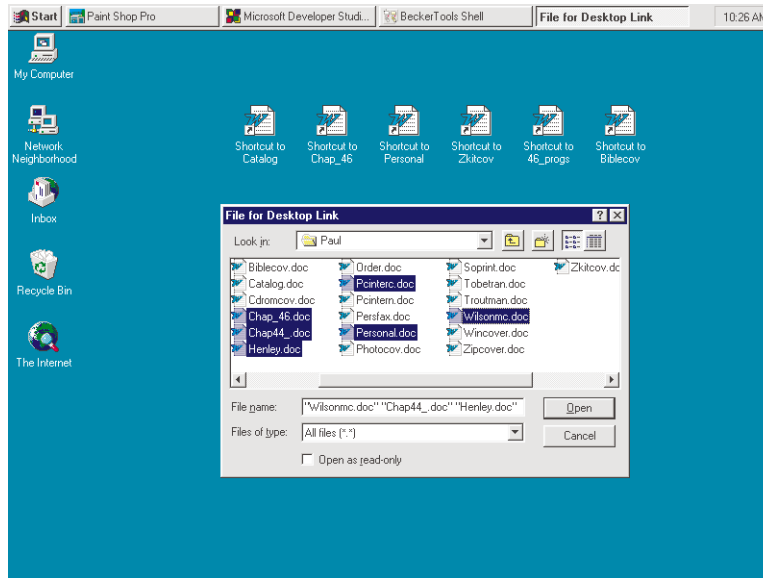 Start
Paint Shop Pro
Microsoft Developer Studi...
BeckerTools Shell
File for Desktop Link
10:26 AM
My Computer
Network
Neighborhood
Inbox
Recycle Bin
The Internet
Shortcut to
Catalog
Shortcut to
Chap_46
Shortcut to
Personal
Shortcut to
Zkitcov
Shortcut to
46_progs
Shortcut to
Biblecov
File for Desktop Link
Look in:
Paul
Biblecov.doc
Catalog.doc
Cdromcov.doc
Chap_46.doc
Chap44_.doc
Henley.doc
Order.doc
Pcinterc.doc
Pcintern.doc
Persfax.doc
Personal.doc
Photocov.doc
Soprint.doc
Tobetran.doc
Troutman.doc
Wilsonmc.doc
Wincover.doc
Zipcover.doc
Zkitcov.dc
File name:
"Wilsonmc.doc" "Chap44_.doc" "Henley.doc"
Open
Files of type:
All files (*.*)
Cancel
Open as read-only